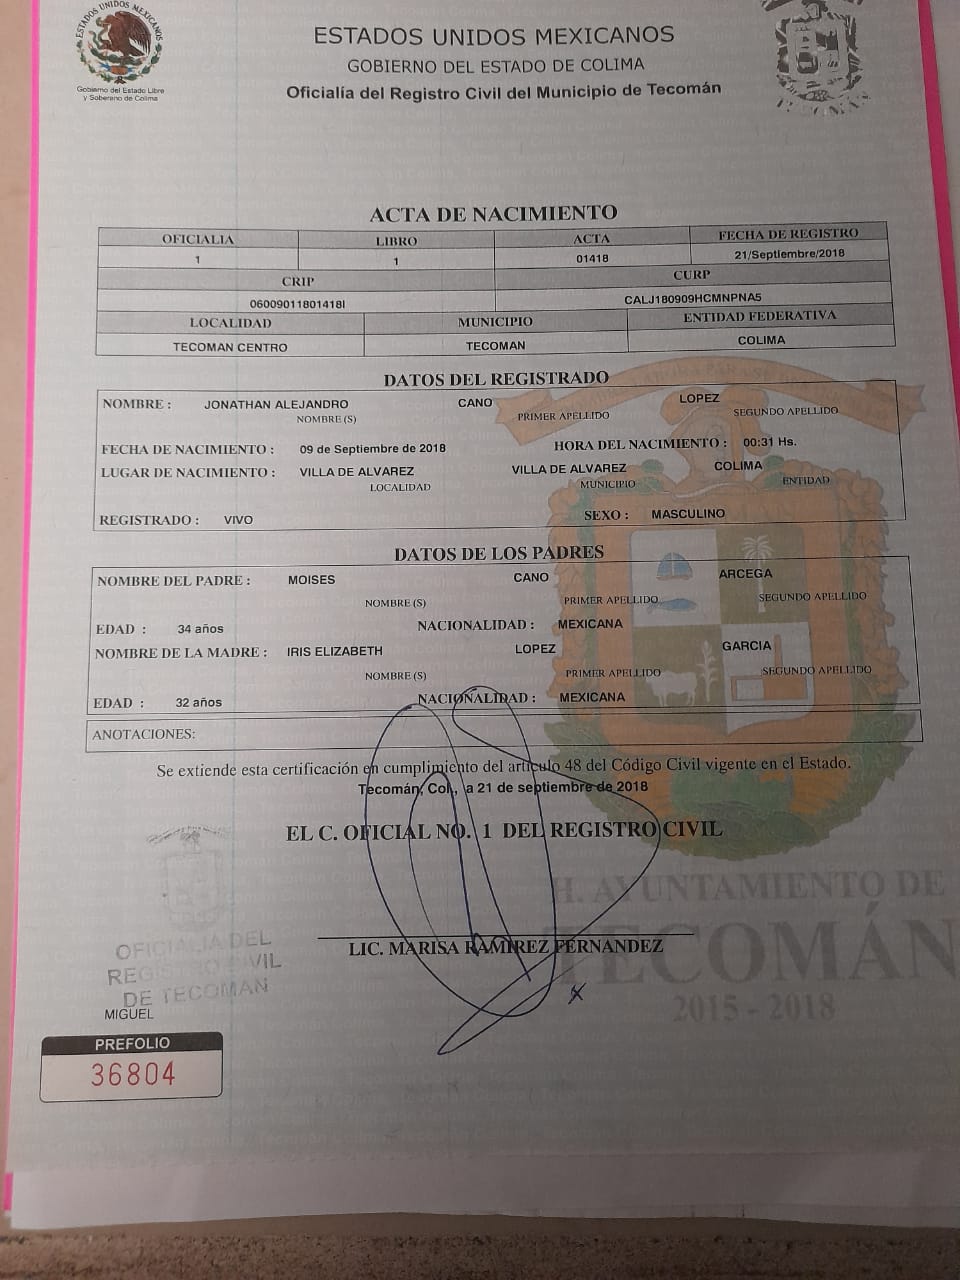 ESTADOS UNIDOS MEXICANOS
ESTADOS UNIDOS MEXICANOS
GOBIERNO DEL ESTADO DE COLIMA
Gobierno del Estado Libre
y Soberano de Colima
Oficialía del Registro Civil del Municipio de Tecomán
TECOMAN
ACTA DE NACIMIENTO
OFICIALIA LIBRO ACTA FECHA DE REGISTRO
1 1 01418 21/Septiembre/2018
CRIP CURP
06009011801418I CALJ180909HCMNPNA5
LOCALIDAD MUNICIPIO ENTIDAD FEDERATIVA
TECOMAN CENTRO TECOMAN COLIMA
DATOS DEL REGISTRADO
NOMBRE : JONATHAN ALEJANDRO CANO LOPEZ
NOMBRE (S) PRIMER APELLIDO SEGUNDO APELLIDO
FECHA DE NACIMIENTO : 09 de Septiembre de 2018 HORA DEL NACIMIENTO : 00:31 Hs.
LUGAR DE NACIMIENTO : VILLA DE ALVAREZ VILLA DE ALVAREZ COLIMA
LOCALIDAD MUNICIPIO ENTIDAD
REGISTRADO : VIVO SEXO : MASCULINO
DATOS DE LOS PADRES
NOMBRE DEL PADRE : MOISES CANO ARCEGA
NOMBRE (S) PRIMER APELLIDO SEGUNDO APELLIDO
EDAD : 34 años NACIONALIDAD : MEXICANA
NOMBRE DE LA MADRE : IRIS ELIZABETH LOPEZ GARCIA
NOMBRE (S) PRIMER APELLIDO SEGUNDO APELLIDO
EDAD : 32 años NACIONALIDAD : MEXICANA
ANOTACIONES:
Se extiende esta certificación en cumplimiento del articulo 48 del Código Civil vigente en el Estado.
Tecomán, Col., a 21 de septiembre de 2018
EL C. OFICIAL NO. 1 DEL REGISTRO CIVIL
H. AYUNTAMIENTO DE
TECOMÁN
2015 - 2018
LIC. MARISA RAMIREZ FERNANDEZ
OFICIALIA DEL
REGISTRO CIVIL
DE TECOMAN
MIGUEL
PREFOLIO
36804